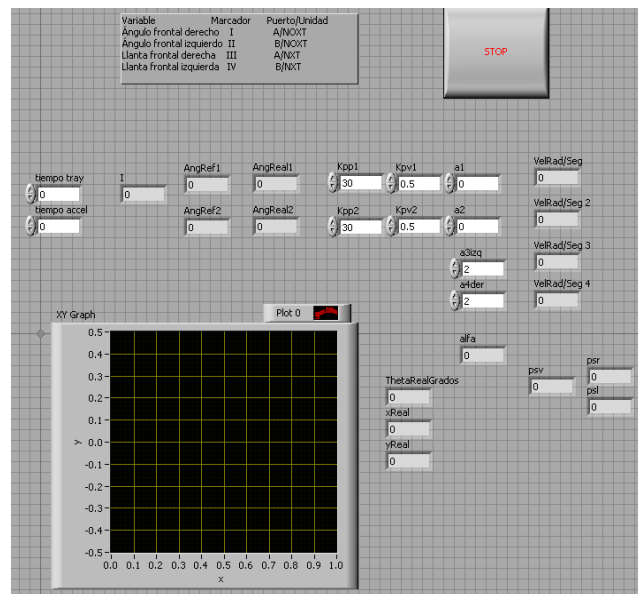 Variable Marcador Puerto/Unidad
Ángulo frontal derecho I A/NOXT
Ángulo frontal izquierdo II B/NOXT
Llanta frontal derecha III A/NXT
Llanta frontal izquierda IV B/NXT
STOP
tiempo tray I AngRef1 AngReal1 Kpp1 Kpv1 a1 VelRad/Seg
0 0 0 0 30 0.5 0 0
tiempo accel AngRef2 AngReal2 Kpp2 Kpv2 a2 VelRad/Seg 2
0 0 0 30 0.5 0 0
a3izq VelRad/Seg 3
2 0
a4der VelRad/Seg 4
2 0
XY Graph Plot 0
alfa
0
psv psr
0 0
psl
0
ThetaRealGrados
0
xReal
0
yReal
0
0.5
0.4
0.3
0.2
0.1
y 0.0
-0.1
-0.2
-0.3
-0.4
-0.5
0.0 0.1 0.2 0.3 0.4 0.5 0.6 0.7 0.8 0.9 1.0
x